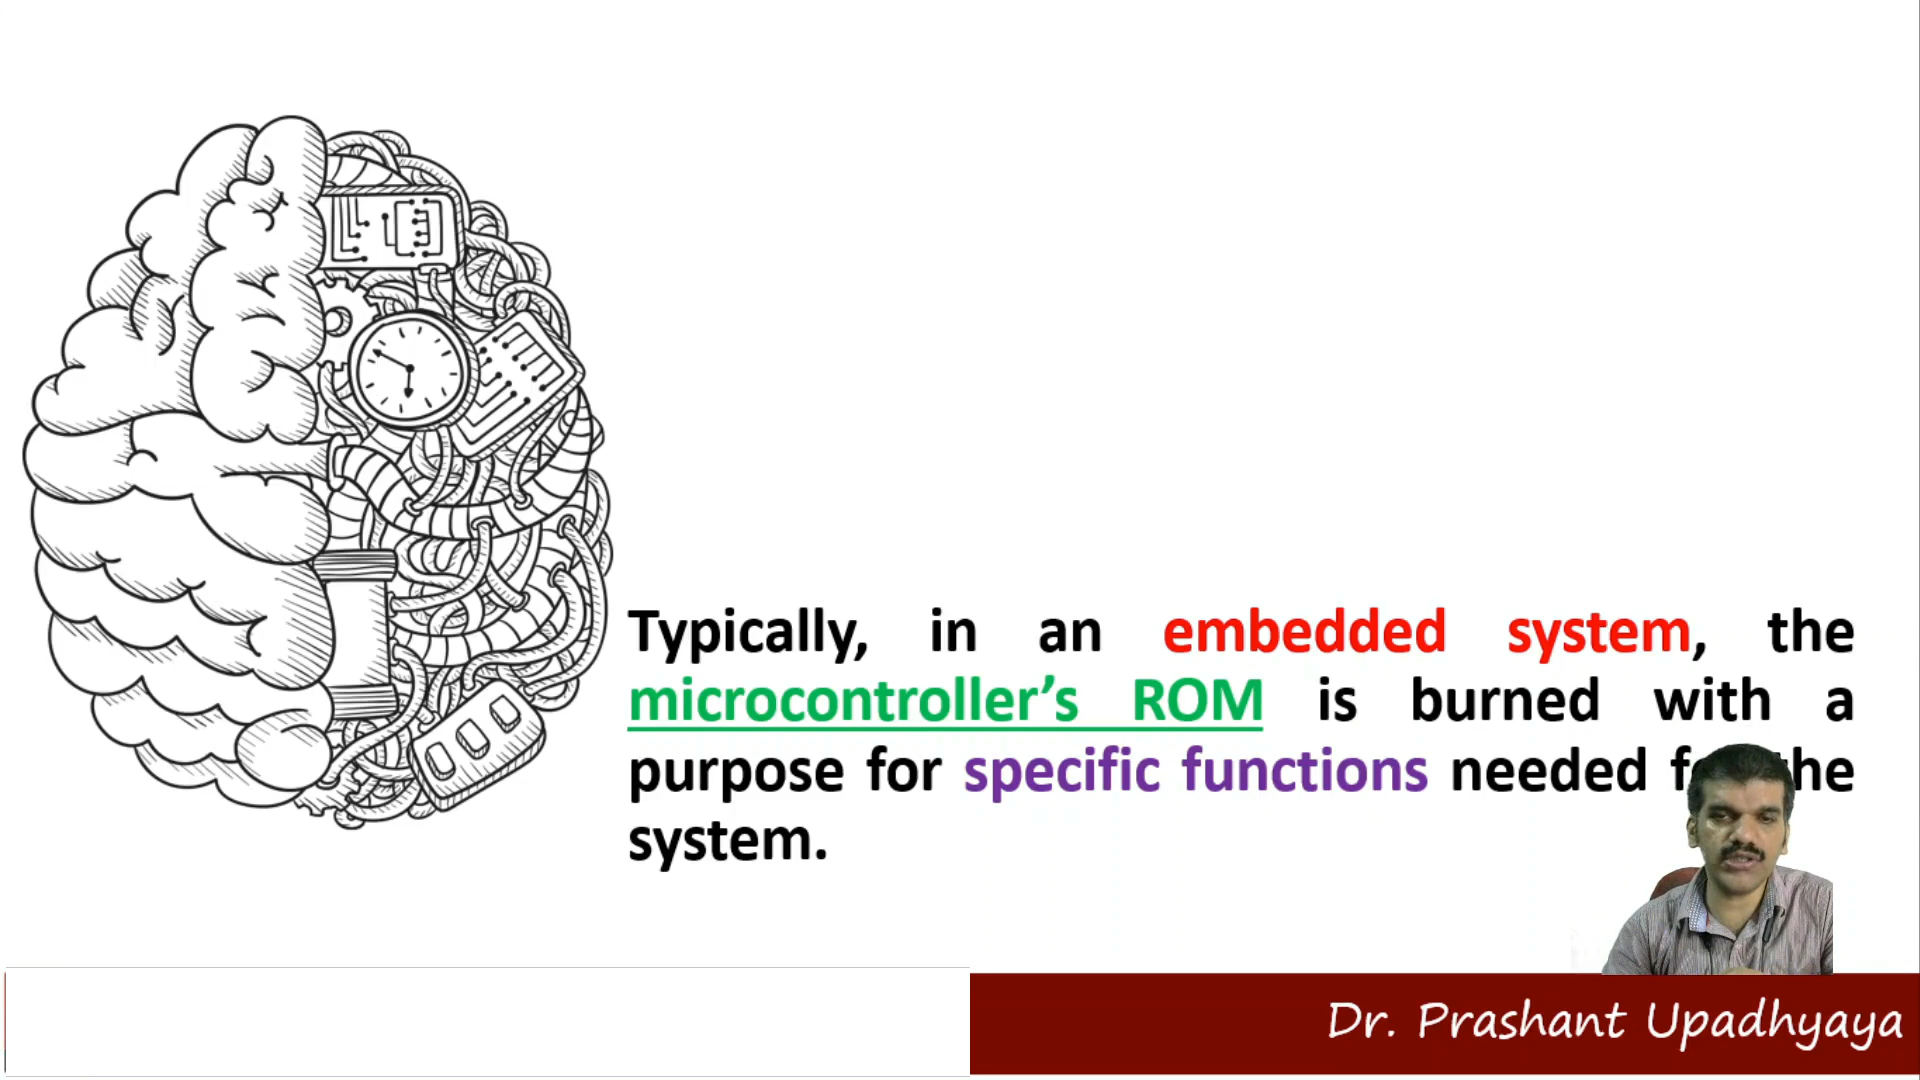 Typically, in an embedded system, the
microcontroller’s ROM is burned with a
purpose for specific functions needed
system.
Dr. Prashant Upadhyaya